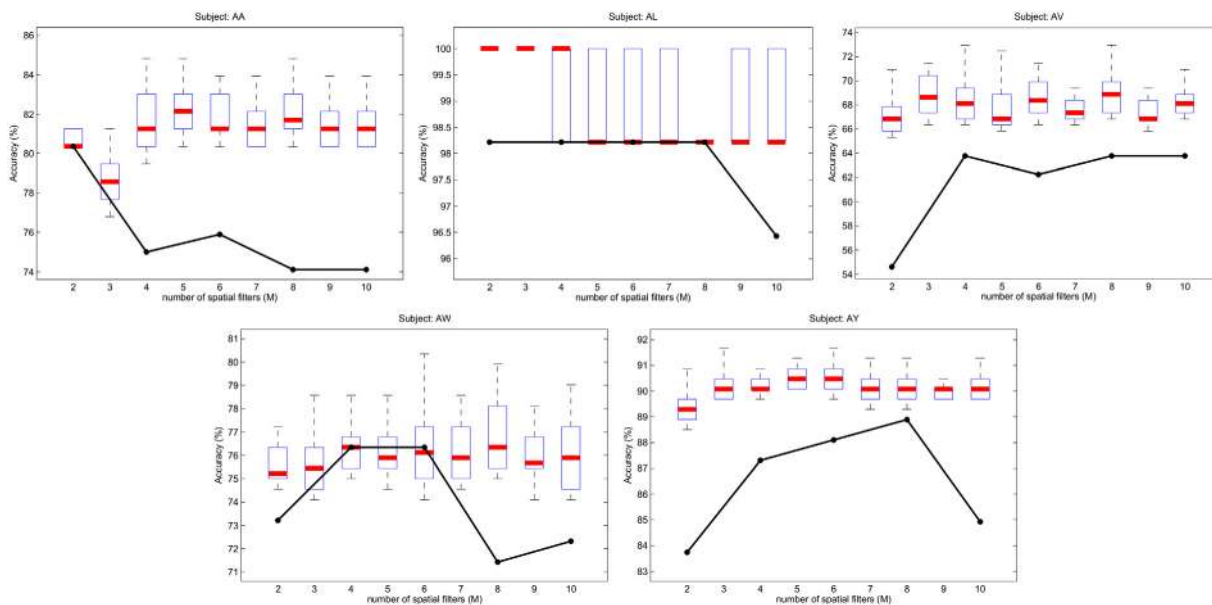 Subject: AA
86
84
82
80
78
76
74
Accuracy (%)
2 3 4 5 6 7 8 9 10
number of spatial filters (M)
Subject: AL
100
99.5
99
98.5
98
97.5
97
96.5
96
Accuracy (%)
2 3 4 5 6 7 8 9 10
number of spatial filters (M)
Subject: AV
74
72
70
68
66
64
62
60
58
56
54
Accuracy (%)
2 3 4 5 6 7 8 9 10
number of spatial filters (M)
Subject: AW
81
80
79
78
77
76
75
74
73
72
71
Accuracy (%)
2 3 4 5 6 7 8 9 10
number of spatial filters (M)
Subject: AY
92
91
90
89
88
87
86
85
84
83
Accuracy (%)
2 3 4 5 6 7 8 9 10
number of spatial filters (M)